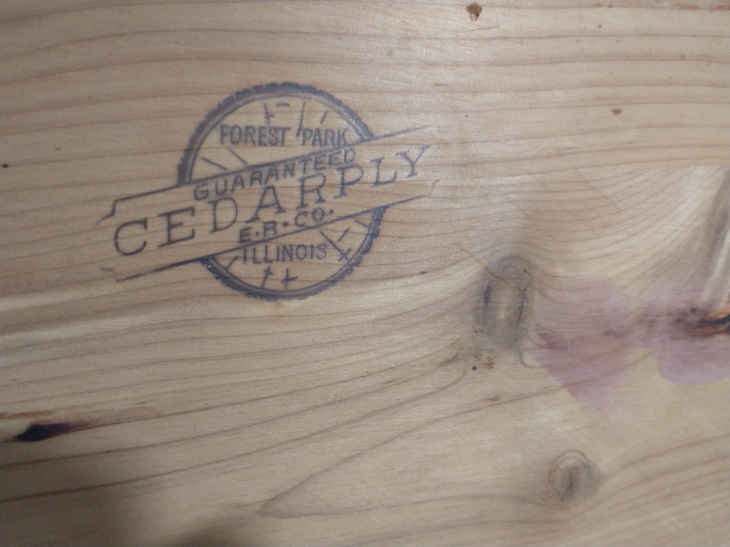 FOREST PARK
GUARANTEED
CEDARPLY
E.R.CO.
ILLINOIS